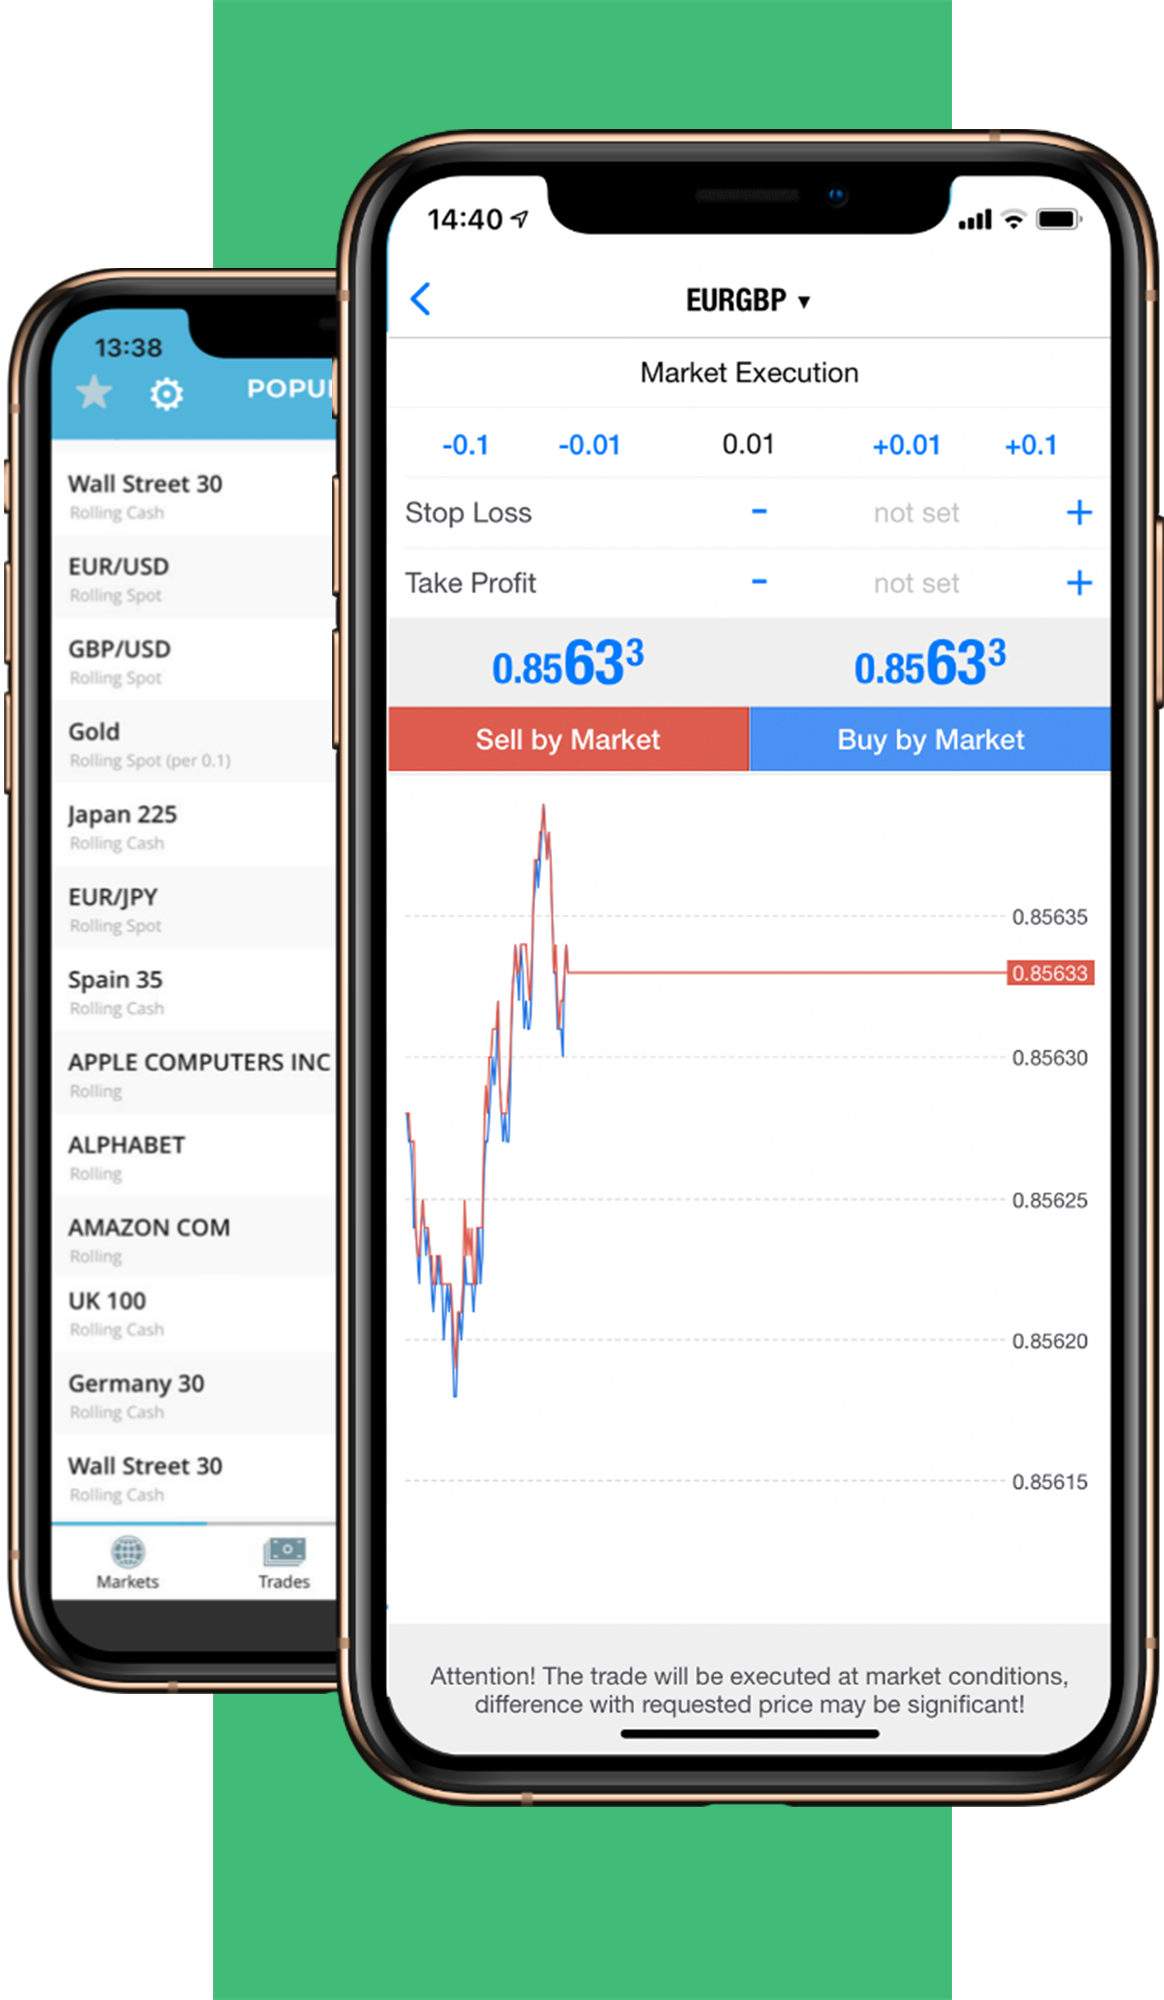 13:38
POPU
Wall Street 30
Rolling Cash
EUR/USD
Rolling Spot
GBP/USD
Rolling Spot
Gold
Rolling Spot (per 0.1)
Japan 225
Rolling Cash
EUR/JPY
Rolling Spot
Spain 35
Rolling Cash
APPLE COMPUTERS INC
Rolling
ALPHABET
Rolling
AMAZON COM
Rolling
UK 100
Rolling Cash
Germany 30
Rolling Cash
Wall Street 30
Rolling Cash
Markets Trades
14:40
EURGBP
Market Execution
-0.1 -0.01 0.01 +0.01 +0.1
Stop Loss - not set +
Take Profit - not set +
0.85633 0.85633
Sell by Market Buy by Market
0.85635
0.85633
0.85630
0.85625
0.85620
0.85615
Attention! The trade will be executed at market conditions,
difference with requested price may be significant!